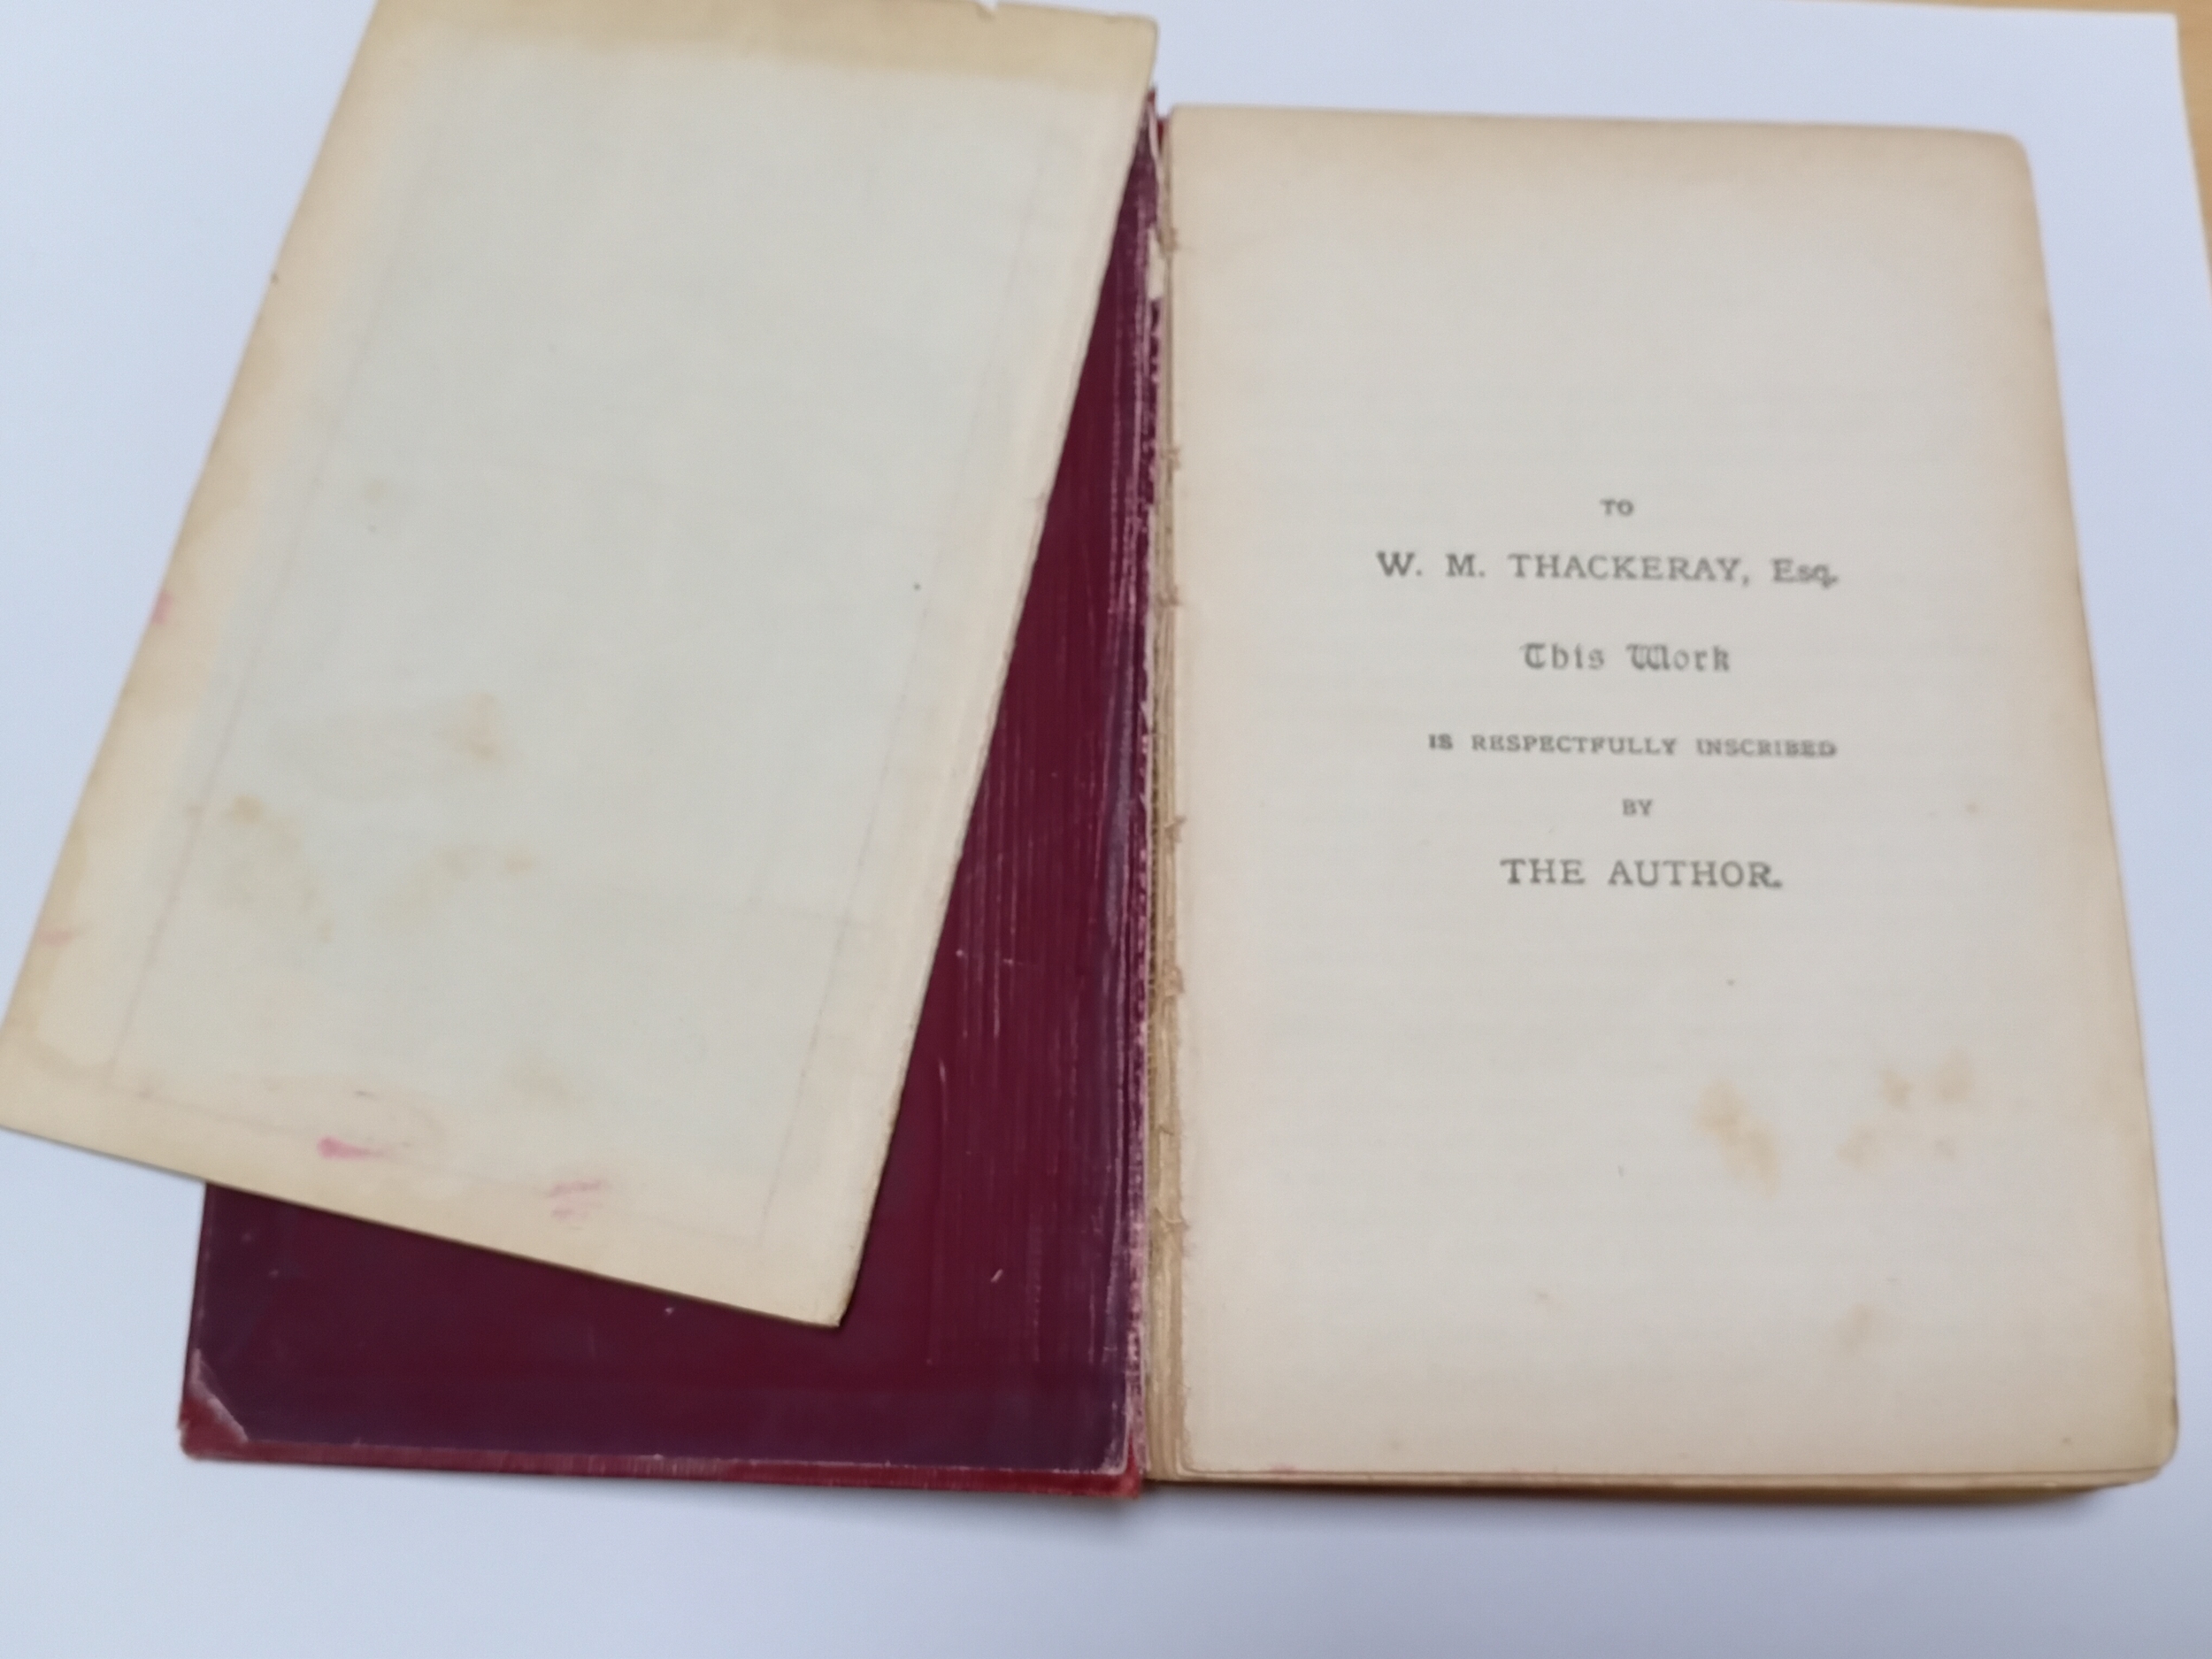 TO
W. M. THACKERAY, Esq.
This Work
IS RESPECTFULLY INSCRIBED
BY
THE AUTHOR.